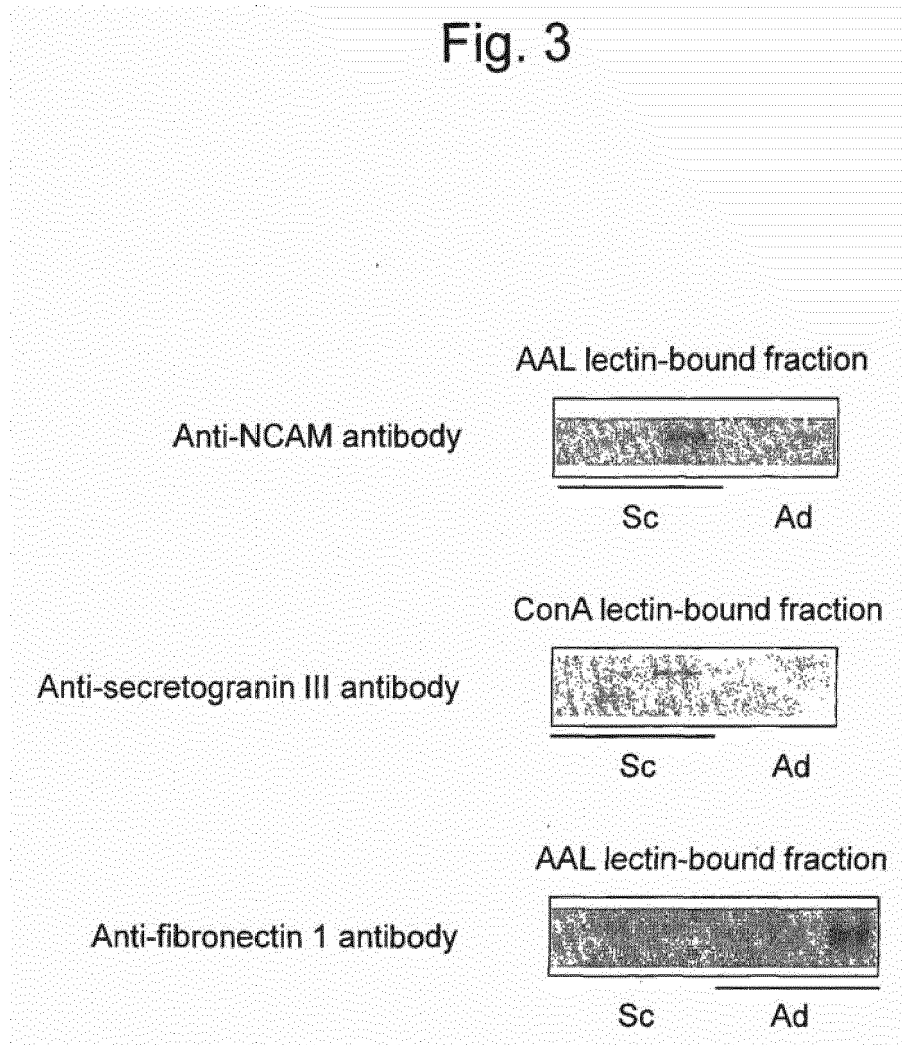 Fig. 3
AAL lectin-bound fraction
Anti-NCAM antibody
Sc Ad
ConA lectin-bound fraction
Anti-secretogranin III antibody
Sc Ad
AAL lectin-bound fraction
Anti-fibronectin 1 antibody
Sc Ad